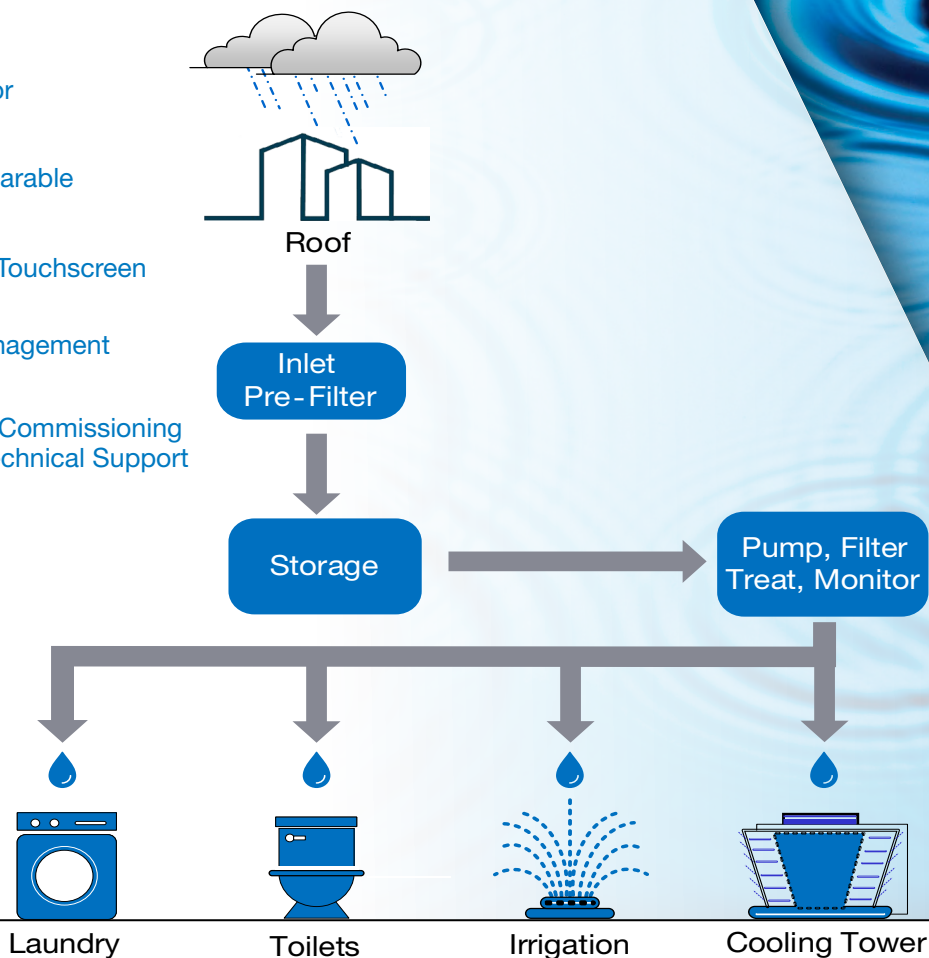 or
arable
Touchscreen
nagement
Commissioning
echnical Support
Roof
Inlet
Pre-Filter
Storage
Pump, Filter
Treat, Monitor
Laundry
Toilets
Irrigation
Cooling Tower